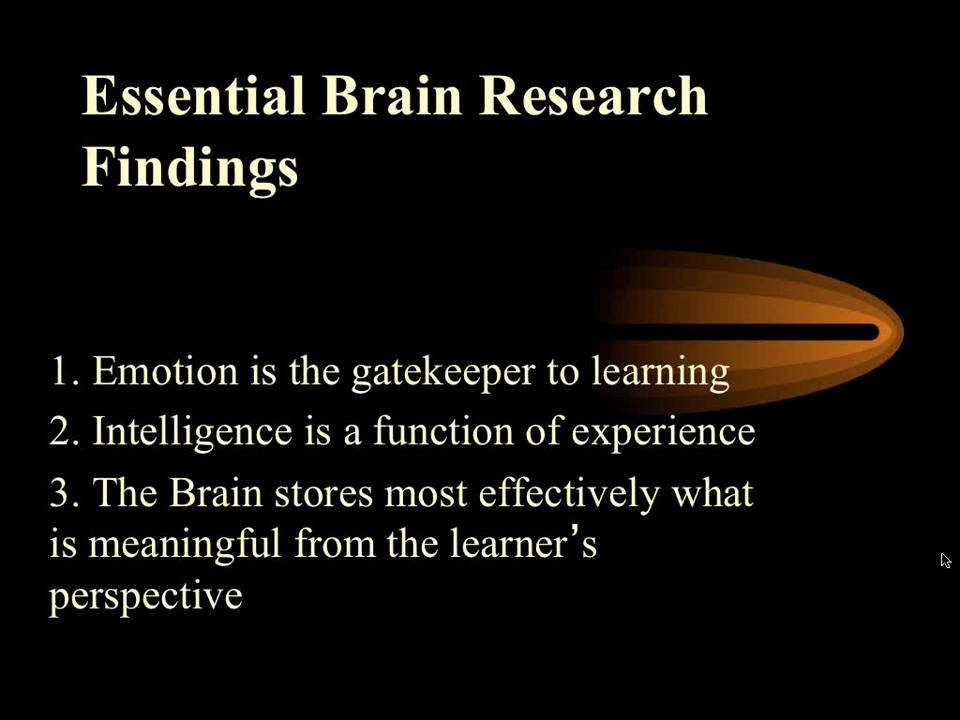 Essential Brain Research
Findings
1. Emotion is the gatekeeper to learning
2. Intelligence is a function of experience
3. The Brain stores most effectively what
is meaningful from the learner’s
perspective